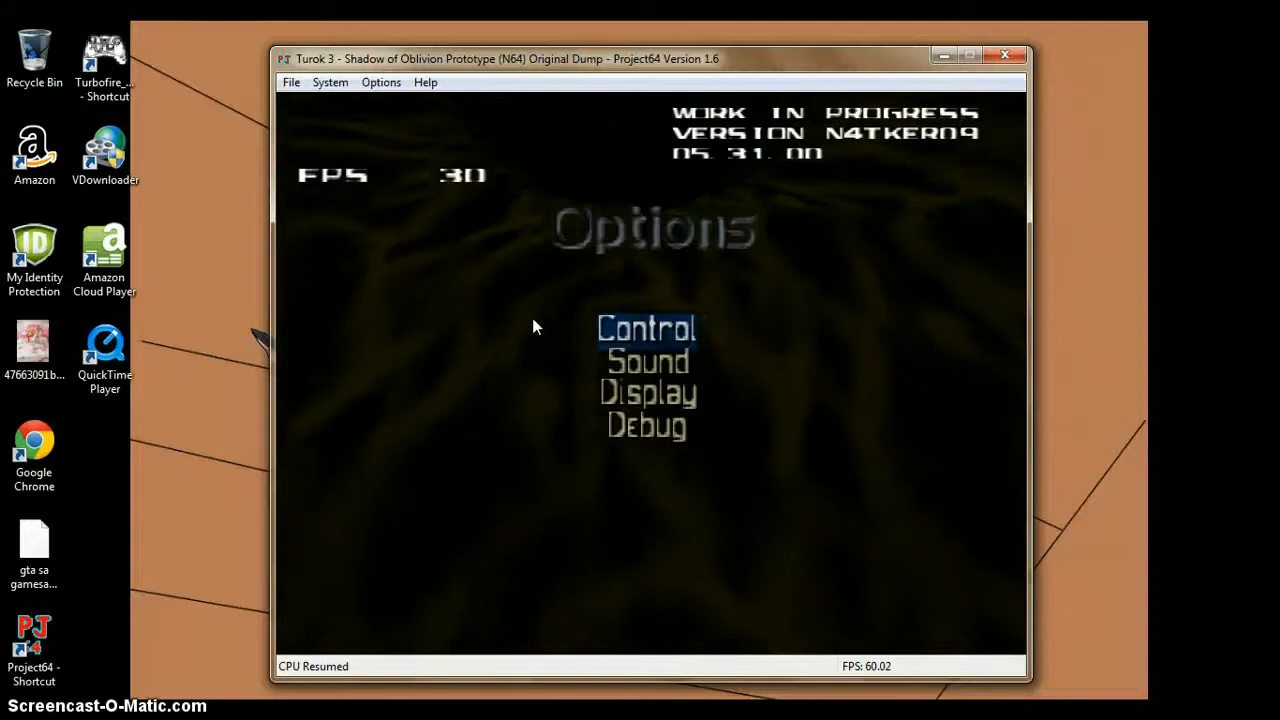 Recycle Bin
Turbofire_...
- Shortcut
Amazon
VDownloader
My Identity
Protection
Amazon
Cloud Player
47663091b...
QuickTime
Player
Google
Chrome
gta sa
gamesa...
Project64 -
Shortcut
Turok 3 - Shadow of Oblivion Prototype (N64) Original Dump - Project64 Version 1.6
File System Options Help
WORK IN PROGRESS
VERSION N4TKER09
05.31.00
FPS 30
Options
Control
Sound
Display
Debug
CPU Resumed
FPS: 60.02
Screencast-O-Matic.com